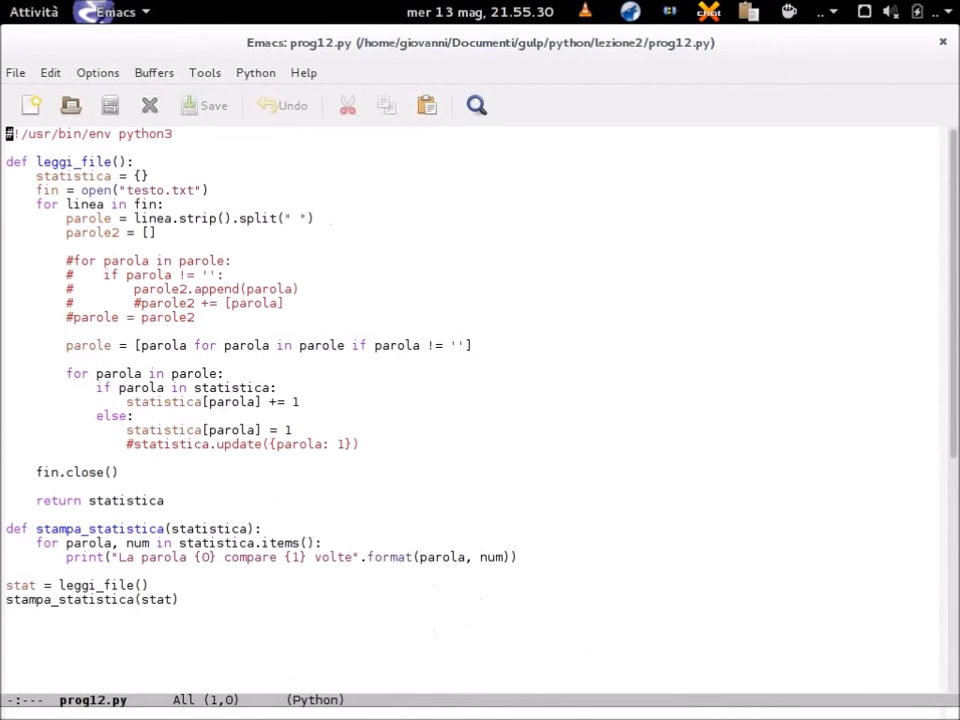 Attività Emacs mer 13 mag, 21.55.30
Emacs: prog12.py (/home/giovanni/Documenti/gulp/python/lezione2/prog12.py)
File Edit Options Buffers Tools Python Help
Save Undo
#!/usr/bin/env python3
def leggi_file():
    statistica = {}
    fin = open("testo.txt")
    for linea in fin:
        parole = linea.strip().split(" ")
        parole2 = []
        #for parola in parole:
        #    if parola != '':
        #        parole2.append(parola)
        #        #parole2 += [parola]
        #parole = parole2
        parole = [parola for parola in parole if parola != '']
        for parola in parole:
            if parola in statistica:
                statistica[parola] += 1
            else:
                statistica[parola] = 1
                #statistica.update({parola: 1})
    fin.close()
    return statistica
def stampa_statistica(statistica):
    for parola, num in statistica.items():
        print("La parola {0} compare {1} volte".format(parola, num))
stat = leggi_file()
stampa_statistica(stat)
-:--- prog12.py All (1,0) (Python)